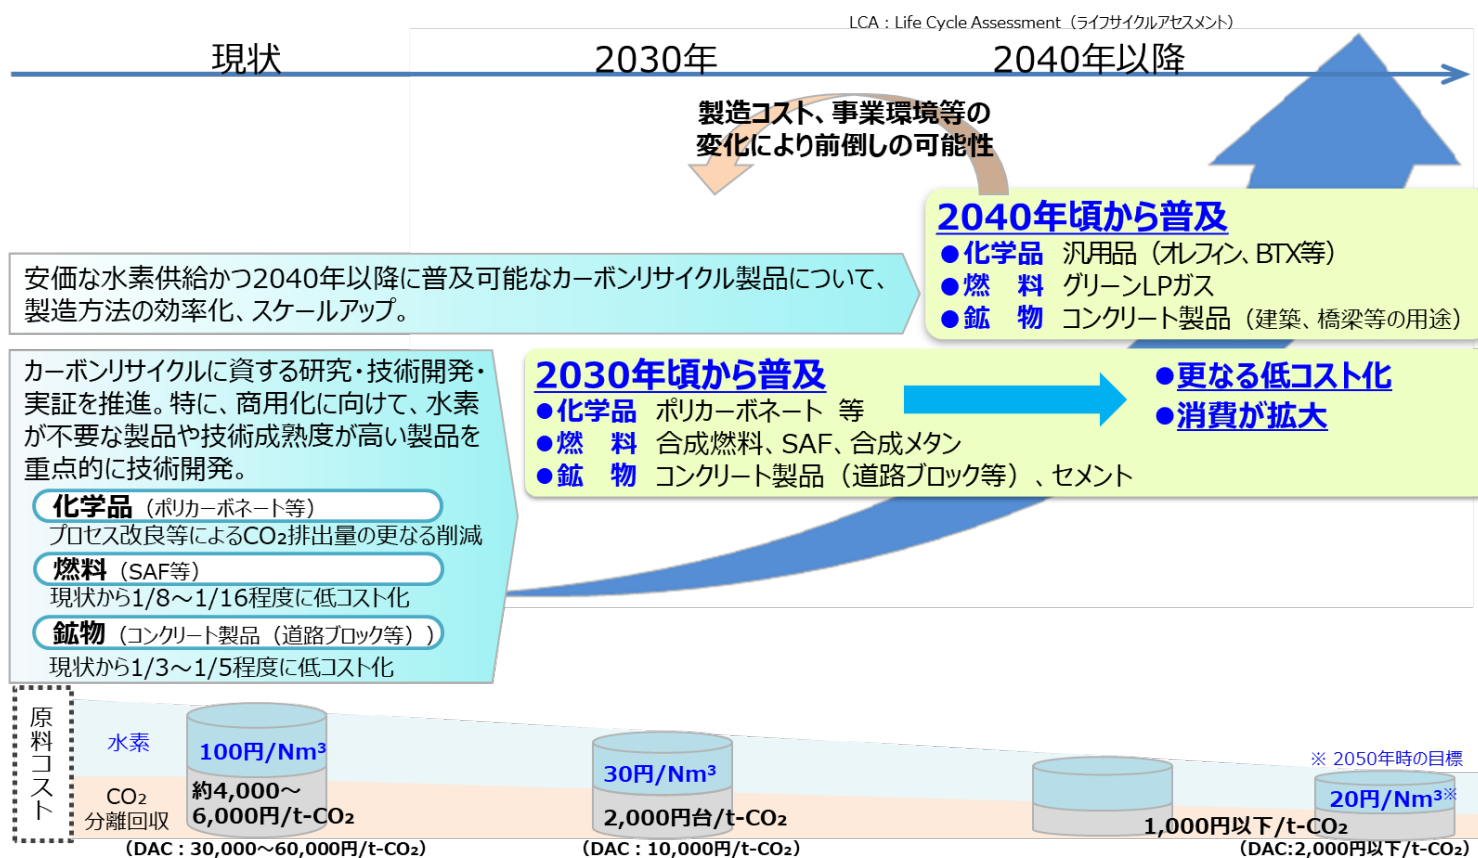 LCA：Life Cycle Assessment（ライフサイクルアセスメント）
現状
2030年
2040年以降
製造コスト、事業環境等の
変化により前倒しの可能性
2040年頃から普及
●化学品 汎用品（オレフィン、BTX等）
●燃　料 グリーンLPガス
●鉱　物 コンクリート製品（建築、橋梁等の用途）
安価な水素供給かつ2040年以降に普及可能なカーボンリサイクル製品について、
製造方法の効率化、スケールアップ。
カーボンリサイクルに資する研究・技術開発・
実証を推進。特に、商用化に向けて、水素
が不要な製品や技術成熟度が高い製品を
重点的に技術開発。
化学品（ポリカーボネート等）
プロセス改良等によるCO₂排出量の更なる削減
燃料（SAF等）
現状から1/8～1/16程度に低コスト化
鉱物（コンクリート製品（道路ブロック等））
現状から1/3～1/5程度に低コスト化
2030年頃から普及
●化学品 ポリカーボネート 等
●燃　料 合成燃料、SAF、合成メタン
●鉱　物 コンクリート製品（道路ブロック等）、セメント
●更なる低コスト化
●消費が拡大
原料コスト
水素
100円/Nm³
30円/Nm³
※ 2050年時の目標
20円/Nm³※
CO₂
分離回収
約4,000～
6,000円/t-CO₂
2,000円台/t-CO₂
1,000円以下/t-CO₂
（DAC：30,000～60,000円/t-CO₂）
（DAC：10,000円/t-CO₂）
（DAC:2,000円以下/t-CO₂）